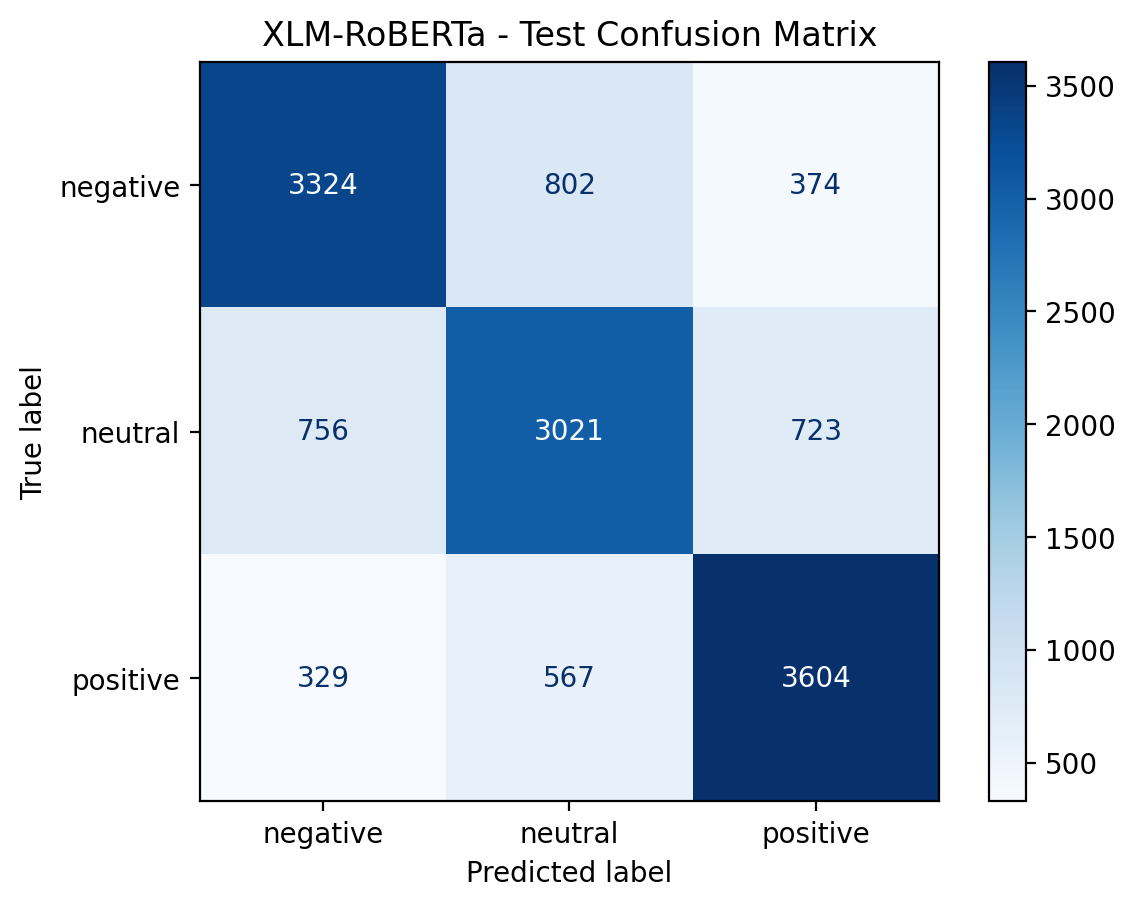 XLM-RoBERTa - Test Confusion Matrix
True label
negative
3324 802 374
neutral
756 3021 723
positive
329 567 3604
negative neutral positive
Predicted label
3500
3000
2500
2000
1500
1000
500